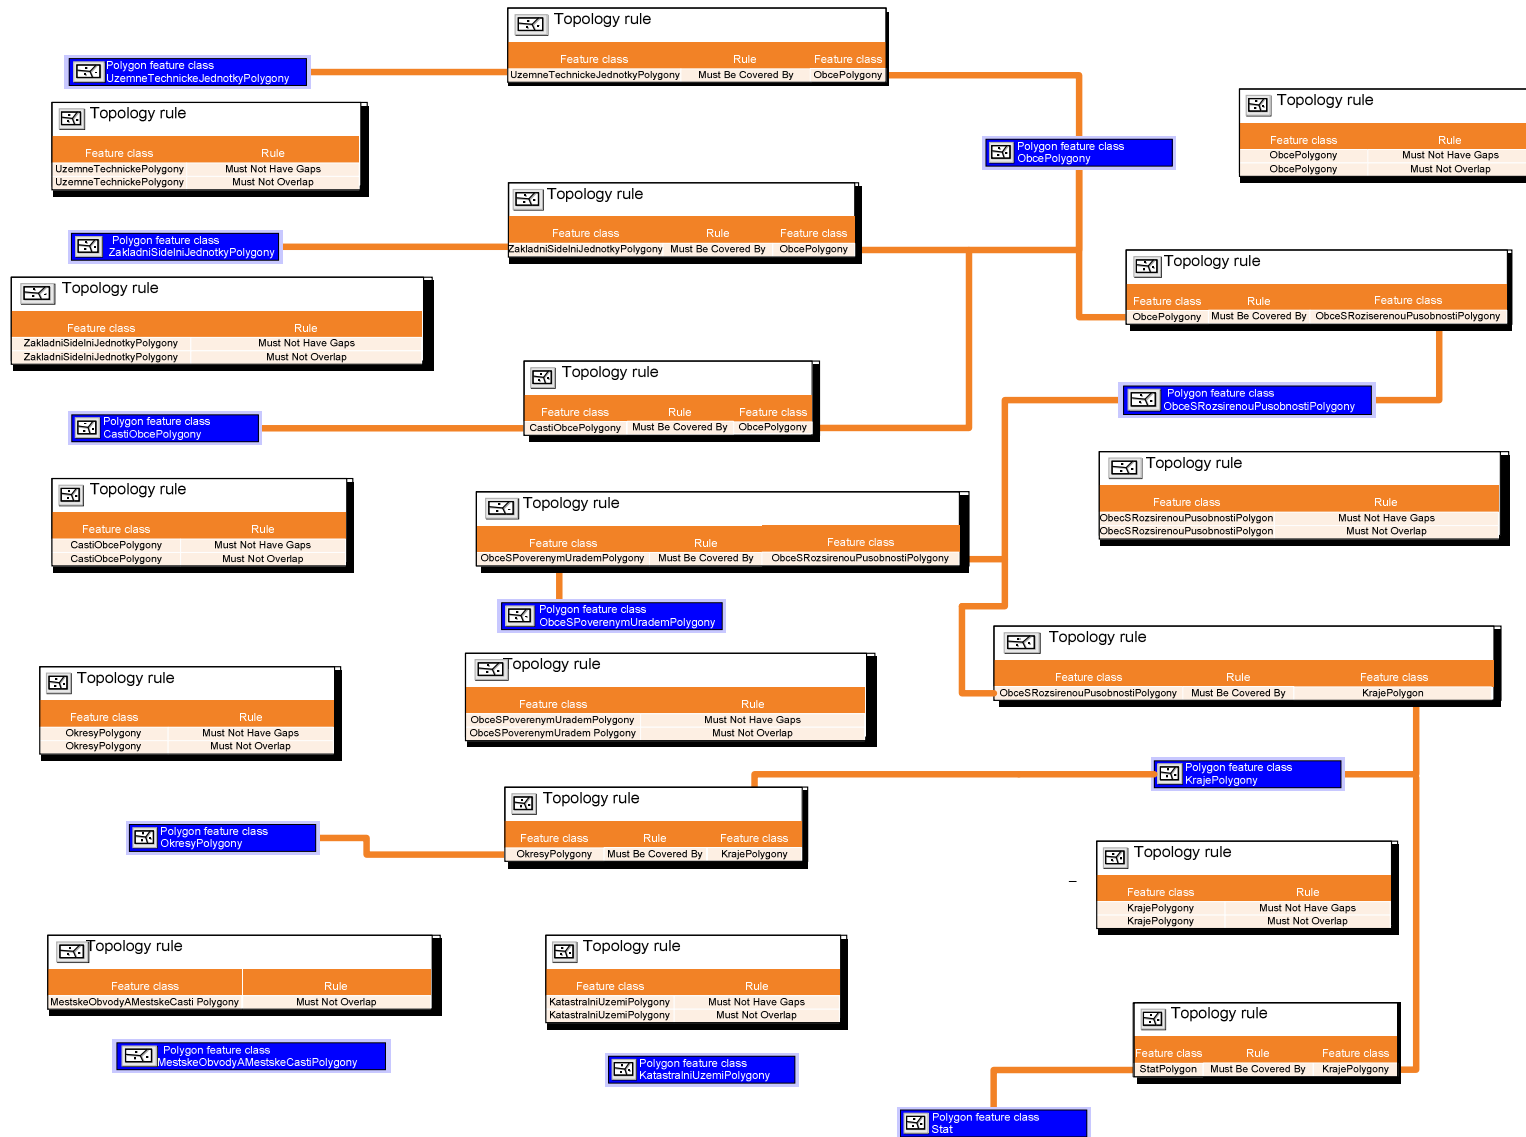 Topology rule
Feature class Rule Feature class
UzemneTechnickeJednotkyPolygony Must Be Covered By ObcePolygony
Polygon feature class
UzemneTechnickeJednotkyPolygony
Topology rule
Feature class Rule
UzemneTechnickePolygony Must Not Have Gaps
UzemneTechnickePolygony Must Not Overlap
Polygon feature class
ObcePolygony
Topology rule
Feature class Rule
ObcePolygony Must Not Have Gaps
ObcePolygony Must Not Overlap
Topology rule
Feature class Rule Feature class
ZakladniSidelniJednotkyPolygony Must Be Covered By ObcePolygony
Polygon feature class
ZakladniSidelniJednotkyPolygony
Topology rule
Feature class Rule
ZakladniSidelniJednotkyPolygony Must Not Have Gaps
ZakladniSidelniJednotkyPolygony Must Not Overlap
Topology rule
Feature class Rule Feature class
ObcePolygony Must Be Covered By ObceSRoziserenouPusobnostiPolygony
Topology rule
Feature class Rule Feature class
CastiObcePolygony Must Be Covered By ObcePolygony
Polygon feature class
CastiObcePolygony
Polygon feature class
ObceSRozsirenouPusobnostiPolygony
Topology rule
Feature class Rule
CastiObcePolygony Must Not Have Gaps
CastiObcePolygony Must Not Overlap
Topology rule
Feature class Rule Feature class
ObceSPoverenymUrademPolygony Must Be Covered By ObceSRozsirenouPusobnostiPolygony
Topology rule
Feature class Rule
ObecSRozsirenouPusobnostiPolygon Must Not Have Gaps
ObecSRozsirenouPusobnostiPolygon Must Not Overlap
Polygon feature class
ObceSPoverenymUrademPolygony
Topology rule
Feature class Rule Feature class
ObceSRozsirenouPusobnostiPolygony Must Be Covered By KrajePolygon
Topology rule
Feature class Rule
OkresyPolygony Must Not Have Gaps
OkresyPolygony Must Not Overlap
Topology rule
Feature class Rule
ObceSPoverenymUrademPolygony Must Not Have Gaps
ObceSPoverenymUradem Polygony Must Not Overlap
Polygon feature class
KrajePolygony
Topology rule
Feature class Rule Feature class
OkresyPolygony Must Be Covered By KrajePolygony
Polygon feature class
OkresyPolygony
Topology rule
Feature class Rule
KrajePolygony Must Not Have Gaps
KrajePolygony Must Not Overlap
Topology rule
Feature class Rule
MestskeObvodyAMestskeCasti Polygony Must Not Overlap
Polygon feature class
MestskeObvodyAMestskeCastiPolygony
Topology rule
Feature class Rule
KatastralniUzemiPolygony Must Not Have Gaps
KatastralniUzemiPolygony Must Not Overlap
Polygon feature class
KatastralniUzemiPolygony
Topology rule
Feature class Rule Feature class
StatPolygon Must Be Covered By KrajePolygony
Polygon feature class
Stat